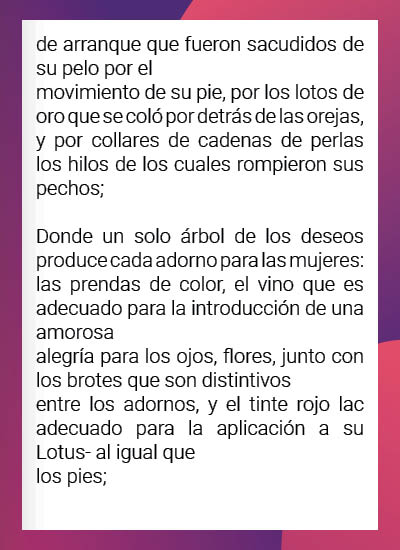 de arranque que fueron sacudidos de
su pelo por el
movimiento de su pie, por los lotos de
oro que se coló por detrás de las orejas,
y por collares de cadenas de perlas
los hilos de los cuales rompieron sus
pechos;
Donde un solo árbol de los deseos
produce cada adorno para las mujeres:
las prendas de color, el vino que es
adecuado para la introducción de una
amorosa
alegría para los ojos, flores, junto con
los brotes que son distintivos
entre los adornos, y el tinte rojo lac
adecuado para la aplicación a su
Lotus- al igual que
los pies;